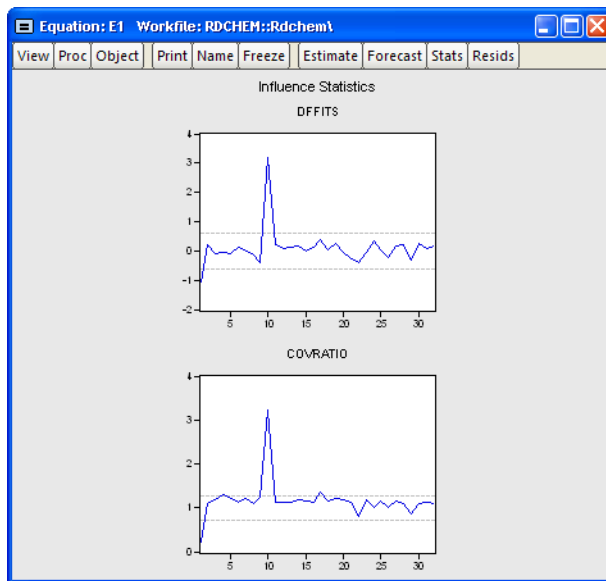 Equation: E1 Workfile: RDCHEM::Rdchem\
View Proc Object Print Name Freeze Estimate Forecast Stats Resids
Influence Statistics
DFFITS
4
3
2
1
0
-1
-2
5 10 15 20 25 30
COVRATIO
4
3
2
1
0
5 10 15 20 25 30